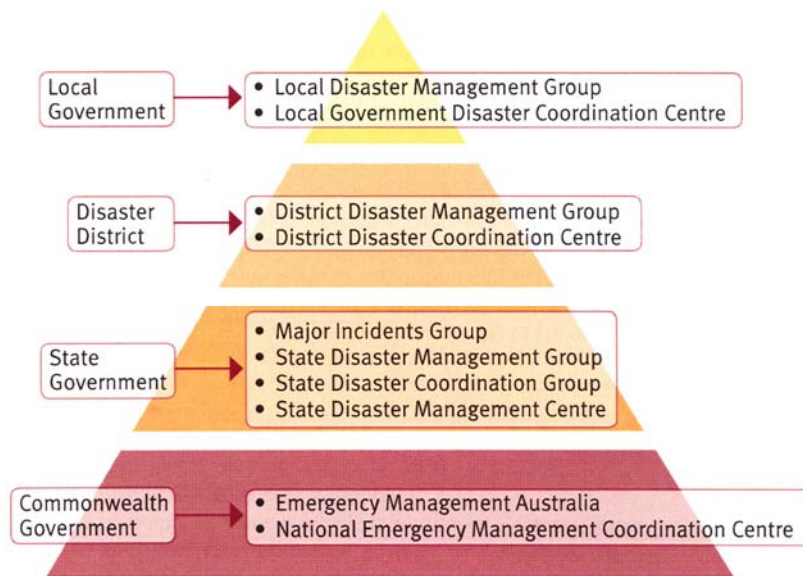 Local
Government
• Local Disaster Management Group
• Local Government Disaster Coordination Centre
Disaster
District
• District Disaster Management Group
• District Disaster Coordination Centre
State
Government
• Major Incidents Group
• State Disaster Management Group
• State Disaster Coordination Group
• State Disaster Management Centre
Commonwealth
Government
• Emergency Management Australia
• National Emergency Management Coordination Centre